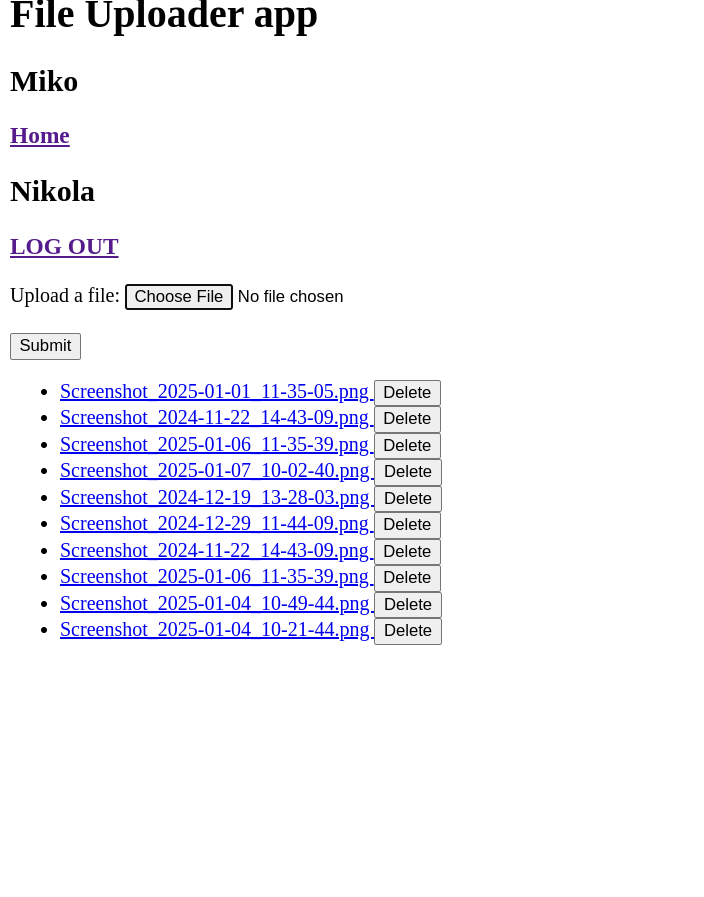 File Uploader app
Miko
Home
Nikola
LOG OUT
Upload a file: Choose File No file chosen
Submit
Screenshot_2025-01-01_11-35-05.png Delete
Screenshot_2024-11-22_14-43-09.png Delete
Screenshot_2025-01-06_11-35-39.png Delete
Screenshot_2025-01-07_10-02-40.png Delete
Screenshot_2024-12-19_13-28-03.png Delete
Screenshot_2024-12-29_11-44-09.png Delete
Screenshot_2024-11-22_14-43-09.png Delete
Screenshot_2025-01-06_11-35-39.png Delete
Screenshot_2025-01-04_10-49-44.png Delete
Screenshot_2025-01-04_10-21-44.png Delete